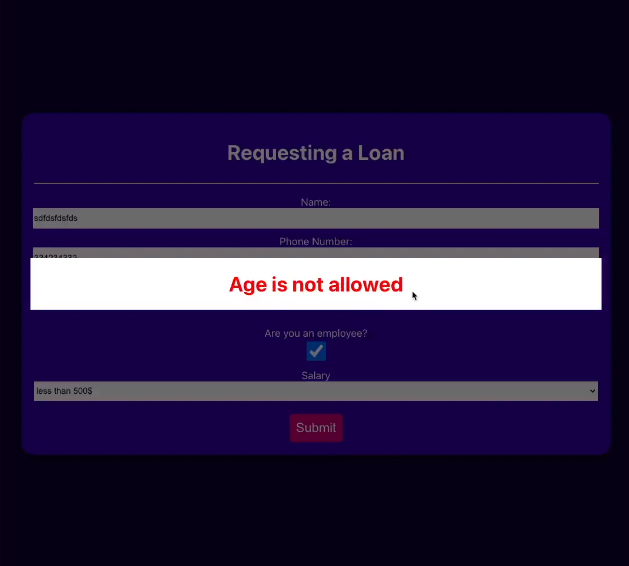 Requesting a Loan
Name:
sdfdsfdsfds
Phone Number:
Age is not allowed
Are you an employee?
Salary
less than 500$
Submit